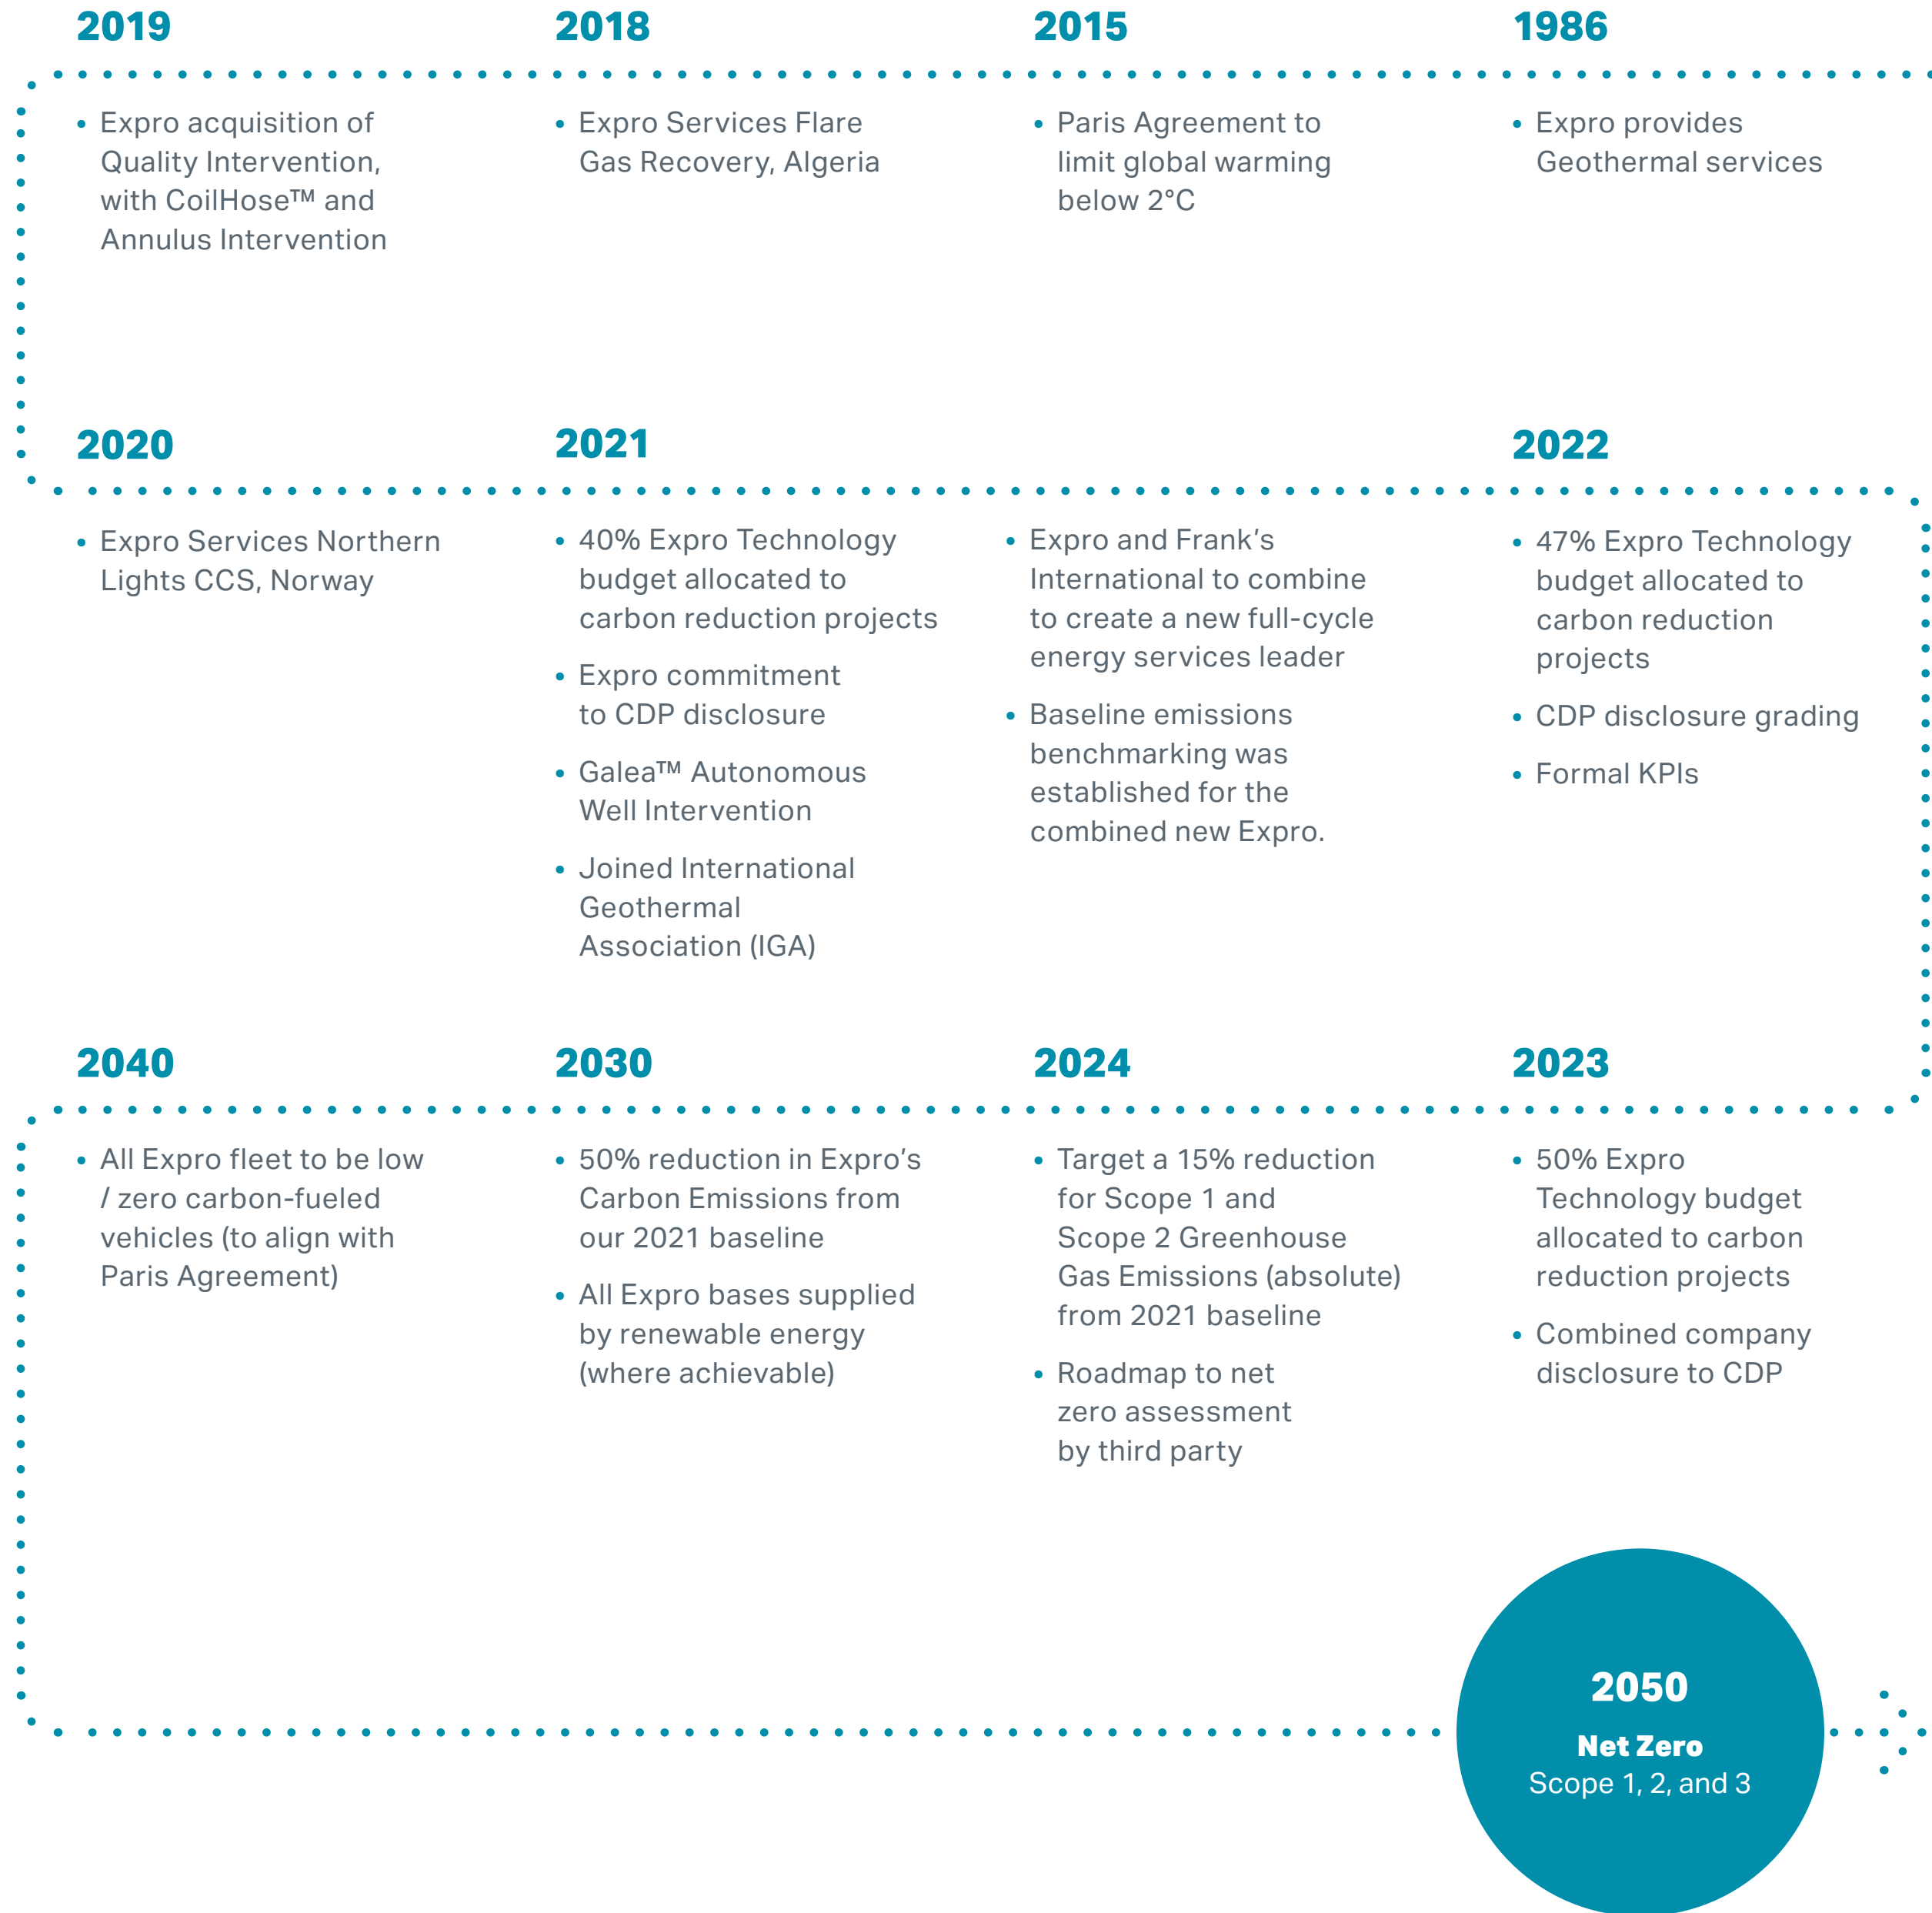 2019
• Expro acquisition of
Quality Intervention,
with CoilHose™ and
Annulus Intervention
2018
• Expro Services Flare
Gas Recovery, Algeria
2015
• Paris Agreement to
limit global warming
below 2°C
1986
• Expro provides
Geothermal services
2020
• Expro Services Northern
Lights CCS, Norway
2021
• 40% Expro Technology
budget allocated to
carbon reduction projects
• Expro commitment
to CDP disclosure
• Galea™ Autonomous
Well Intervention
• Joined International
Geothermal
Association (IGA)
• Expro and Frank's
International to combine
to create a new full-cycle
energy services leader
• Baseline emissions
benchmarking was
established for the
combined new Expro.
2022
• 47% Expro Technology
budget allocated to
carbon reduction
projects
• CDP disclosure grading
• Formal KPIs
2040
• All Expro fleet to be low
/ zero carbon-fueled
vehicles (to align with
Paris Agreement)
2030
• 50% reduction in Expro's
Carbon Emissions from
our 2021 baseline
• All Expro bases supplied
by renewable energy
(where achievable)
2024
• Target a 15% reduction
for Scope 1 and
Scope 2 Greenhouse
Gas Emissions (absolute)
from 2021 baseline
• Roadmap to net
zero assessment
by third party
2023
• 50% Expro
Technology budget
allocated to carbon
reduction projects
• Combined company
disclosure to CDP
2050
Net Zero
Scope 1, 2, and 3